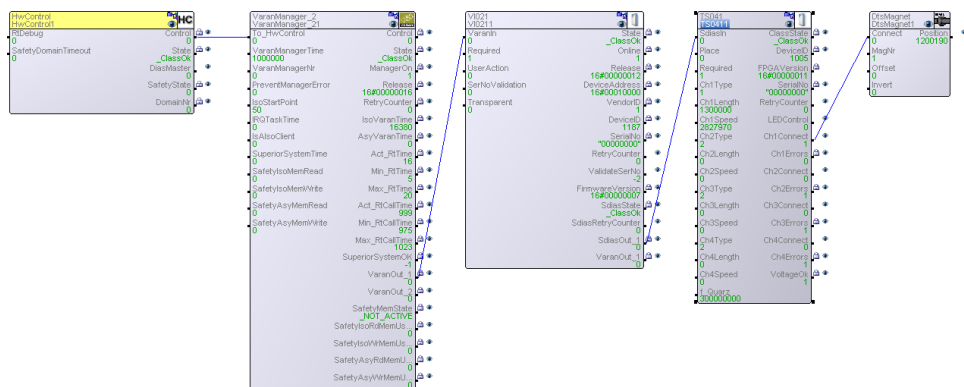 HwControl
HwControl1
HC
RtDebug Control
0 0
SafetyDomainTimeout State
0 _ClassOk
DiasMaster
SafetyState
0
DomainNr
0
VaranManager_2
VaranManager_21
To_HwControl Control
0 0
VaranManagerTime State
1000000 _ClassOk
VaranManagerNr ManagerOn
0 1
PreventManagerError Release
0 16#00000016
IsoStartPoint RetryCounter
50 0
IRQTaskTime IsoVaranTime
0 16380
IsAlsoClient AsyVaranTime
0 0
SuperiorSystemTime Act_RtTime
0 16
SafetyIsoMemRead Min_RtTime
0 5
SafetyIsoMemWrite Max_RtTime
0 20
SafetyAsyMemRead Act_RtCallTime
0 999
SafetyAsyMemWrite Min_RtCallTime
0 975
Max_RtCallTime
1023
SuperiorSystemOK
-1
VaranOut_1
0
VaranOut_2
0
SafetyMemState
_NOT_ACTIVE
SafetyIsoRdMemUs...
0
SafetyIsoWrMemUs...
0
SafetyAsyRdMemU...
0
SafetyAsyWrMemU...
VI021
VI0211
VaranIn State
0 _ClassOk
Required Online
1 1
UserAction Release
0 16#00000012
SerNoValidation DeviceAddress
0 16#00010000
Transparent VendorID
0 1
DeviceID
1187
SerialNo
"00000000"
RetryCounter
0
ValidateSerNo
-2
FirmwareVersion
16#00000007
SdiasState
_ClassOk
SdiasRetryCounter
0
SdiasOut_1
0
VaranOut_1
0
TS041
TS0411
SdiasIn ClassState
0 _ClassOk
Place DeviceID
0 1005
Required FPGAVersion
1 16#00000011
Ch1Type SerialNo
1 "00000000"
Ch1Length RetryCounter
1300000 0
Ch1Speed LEDControl
2827970 0
Ch2Type Ch1Connect
2 1
Ch2Length Ch1Errors
0 0
Ch2Speed Ch2Connect
0 0
Ch3Type Ch2Errors
2 1
Ch3Length Ch3Connect
0 0
Ch3Speed Ch3Errors
0 1
Ch4Type Ch4Connect
2 0
Ch4Length Ch4Errors
0 1
Ch4Speed VoltageOk
0 1
t_Quarz
300000000
DtsMagnet
DtsMagnet1
Connect Position
0 1200190
MagNr
1
Offset
0
Invert
0